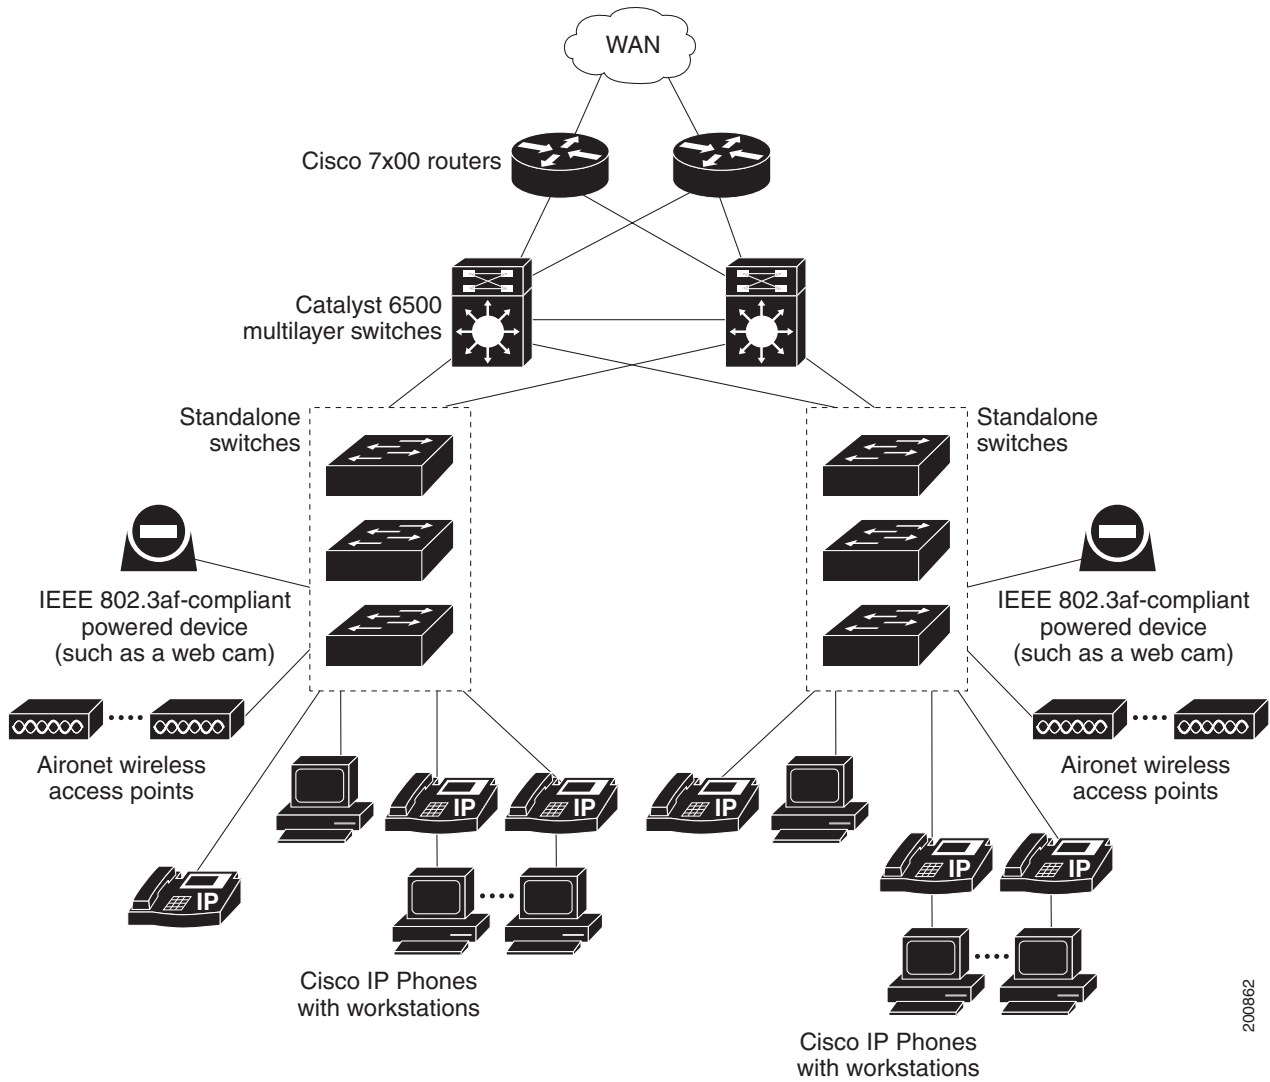 WAN
Cisco 7x00 routers
Catalyst 6500
multilayer switches
Standalone
switches
Standalone
switches
IEEE 802.3af-compliant
powered device
(such as a web cam)
IEEE 802.3af-compliant
powered device
(such as a web cam)
Aironet wireless
access points
Aironet wireless
access points
IP
IP
IP
IP
IP
IP
Cisco IP Phones
with workstations
Cisco IP Phones
with workstations
200862